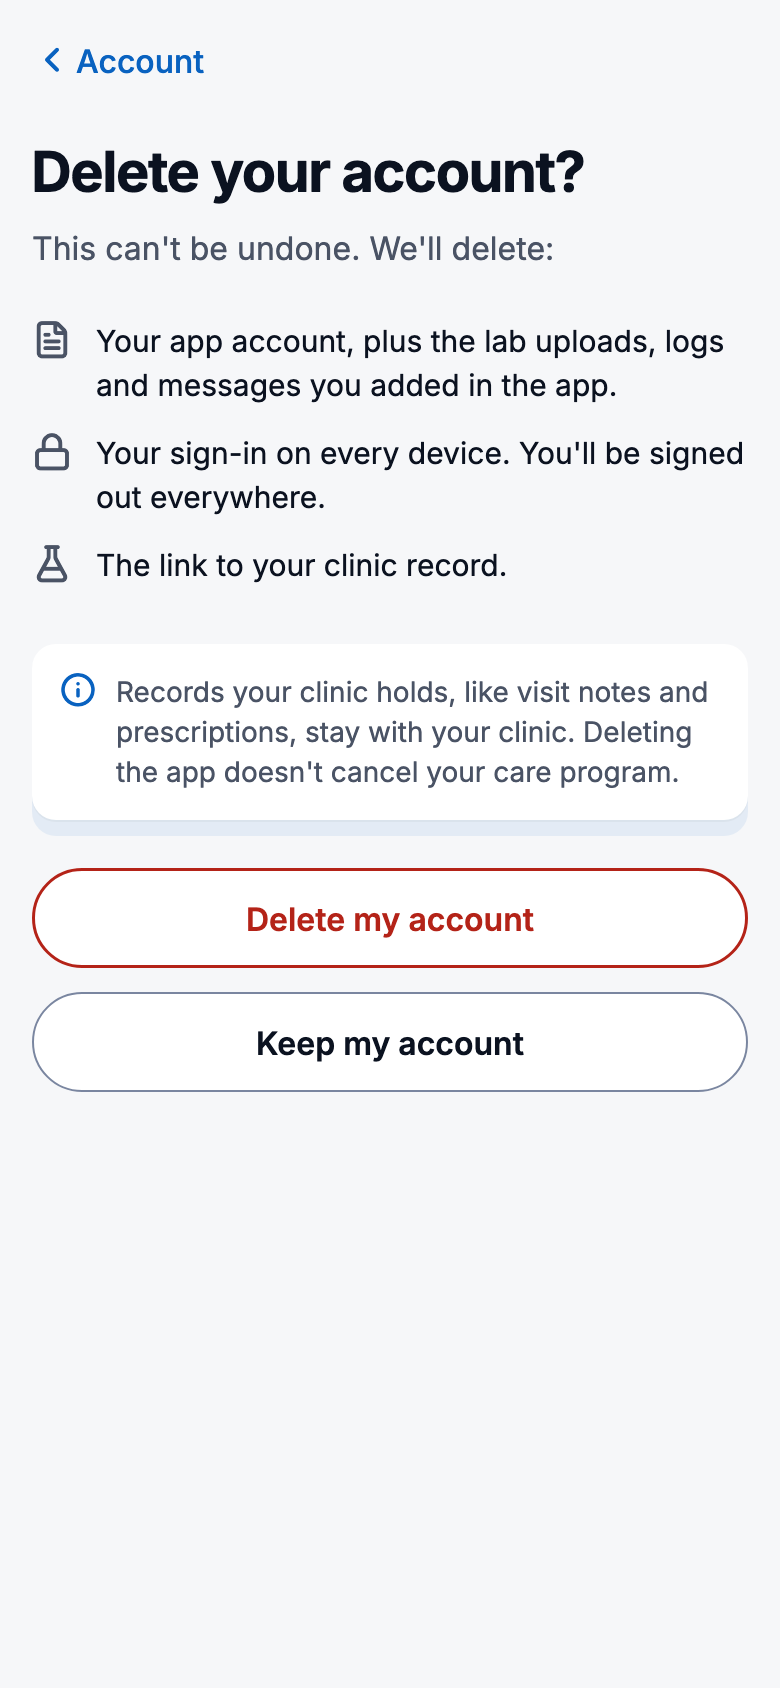 Account
Delete your account?
This can't be undone. We'll delete:
Your app account, plus the lab uploads, logs
and messages you added in the app.
Your sign-in on every device. You'll be signed
out everywhere.
The link to your clinic record.
Records your clinic holds, like visit notes and
prescriptions, stay with your clinic. Deleting
the app doesn't cancel your care program.
Delete my account
Keep my account